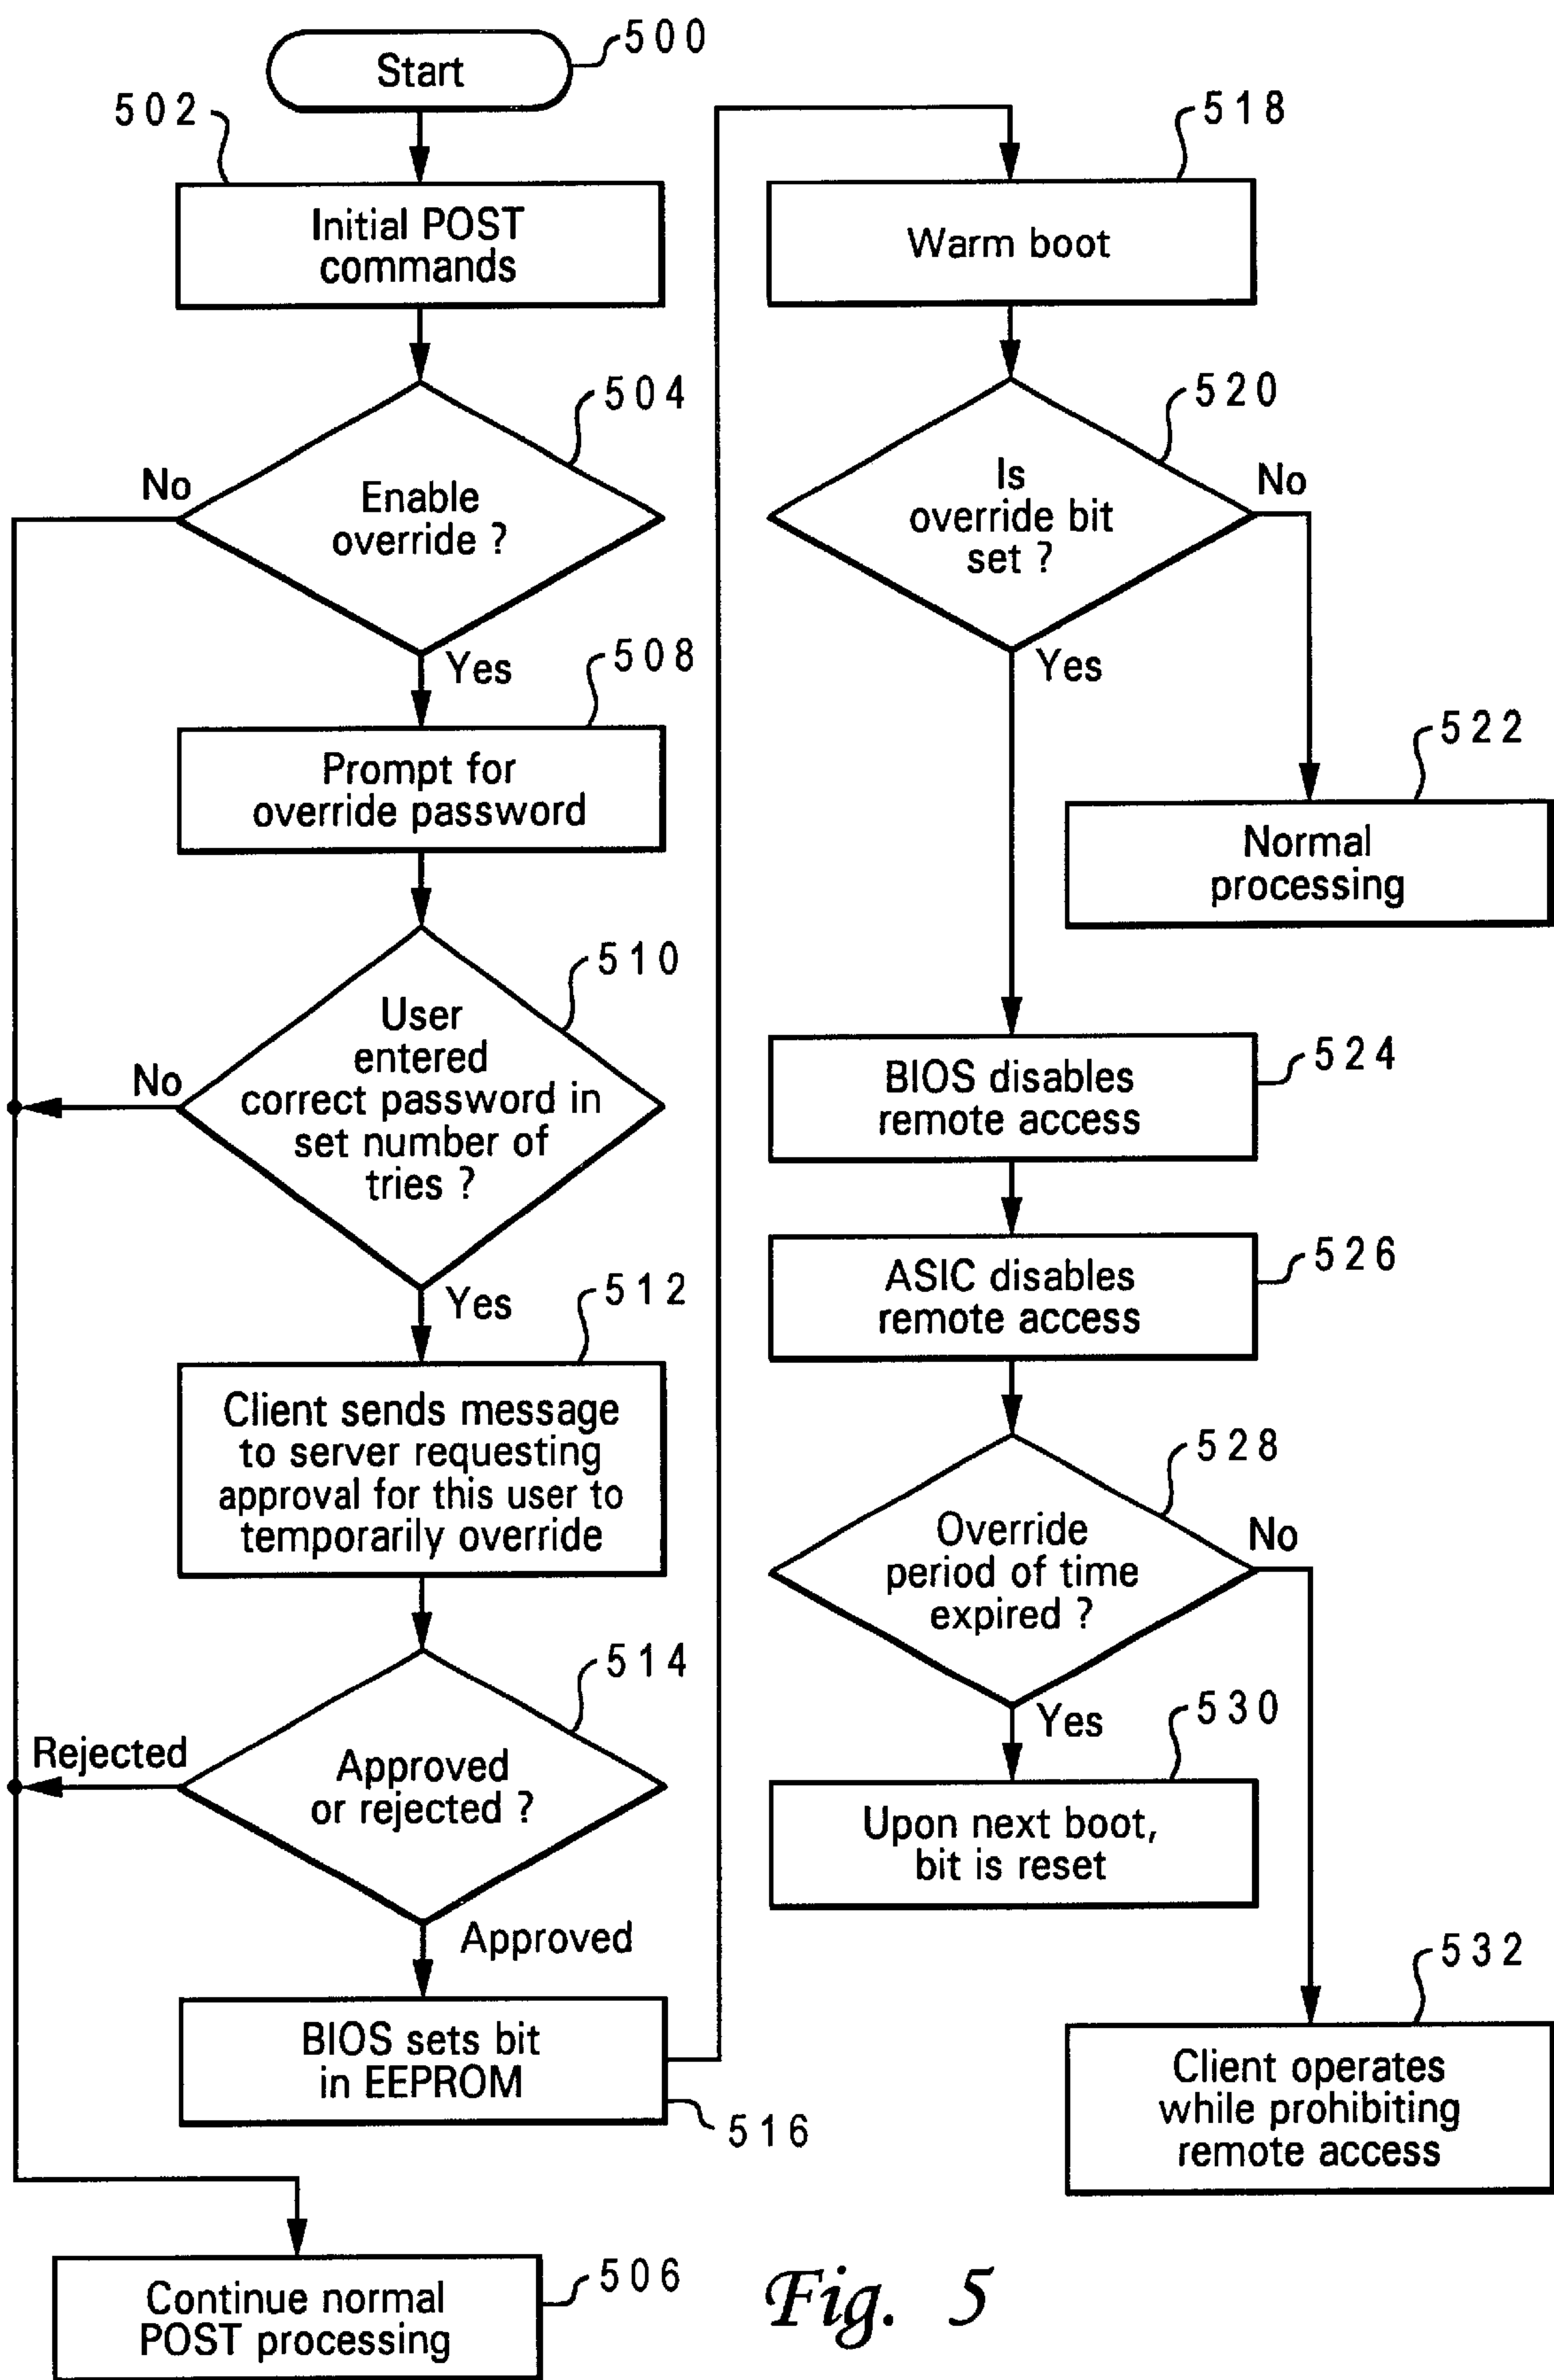 Start
500
502
Initial POST
commands
504
Enable
override ?
No
Yes
508
Prompt for
override password
510
User
entered
correct password in
set number of
tries ?
No
Yes
512
Client sends message
to server requesting
approval for this user to
temporarily override
514
Approved
or rejected ?
Rejected
Approved
BIOS sets bit
in EEPROM
516
Continue normal
POST processing
506
518
Warm boot
520
Is
override bit
set ?
No
Yes
522
Normal
processing
BIOS disables
remote access
524
ASIC disables
remote access
526
528
Override
period of time
expired ?
No
Yes
530
Upon next boot,
bit is reset
532
Client operates
while prohibiting
remote access
Fig. 5